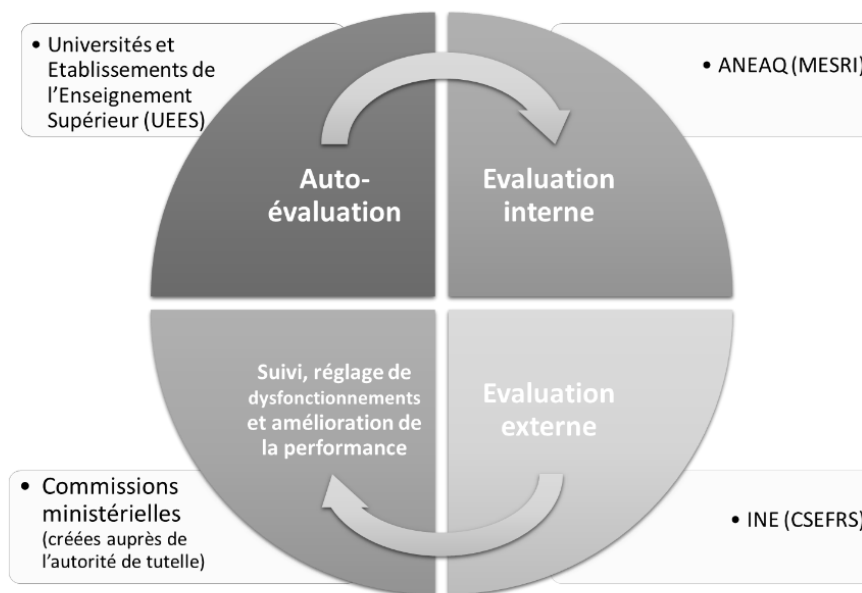 • Universités et
Etablissements de
l'Enseignement
Supérieur (UEES)
• ANEAQ (MESRI)
Auto-
évaluation
Evaluation
interne
Suivi, réglage de
dysfonctionnements
et amélioration de
la performance
Evaluation
externe
• Commissions
ministérielles
(créées auprès de
l'autorité de tutelle)
• INE (CSEFRS)